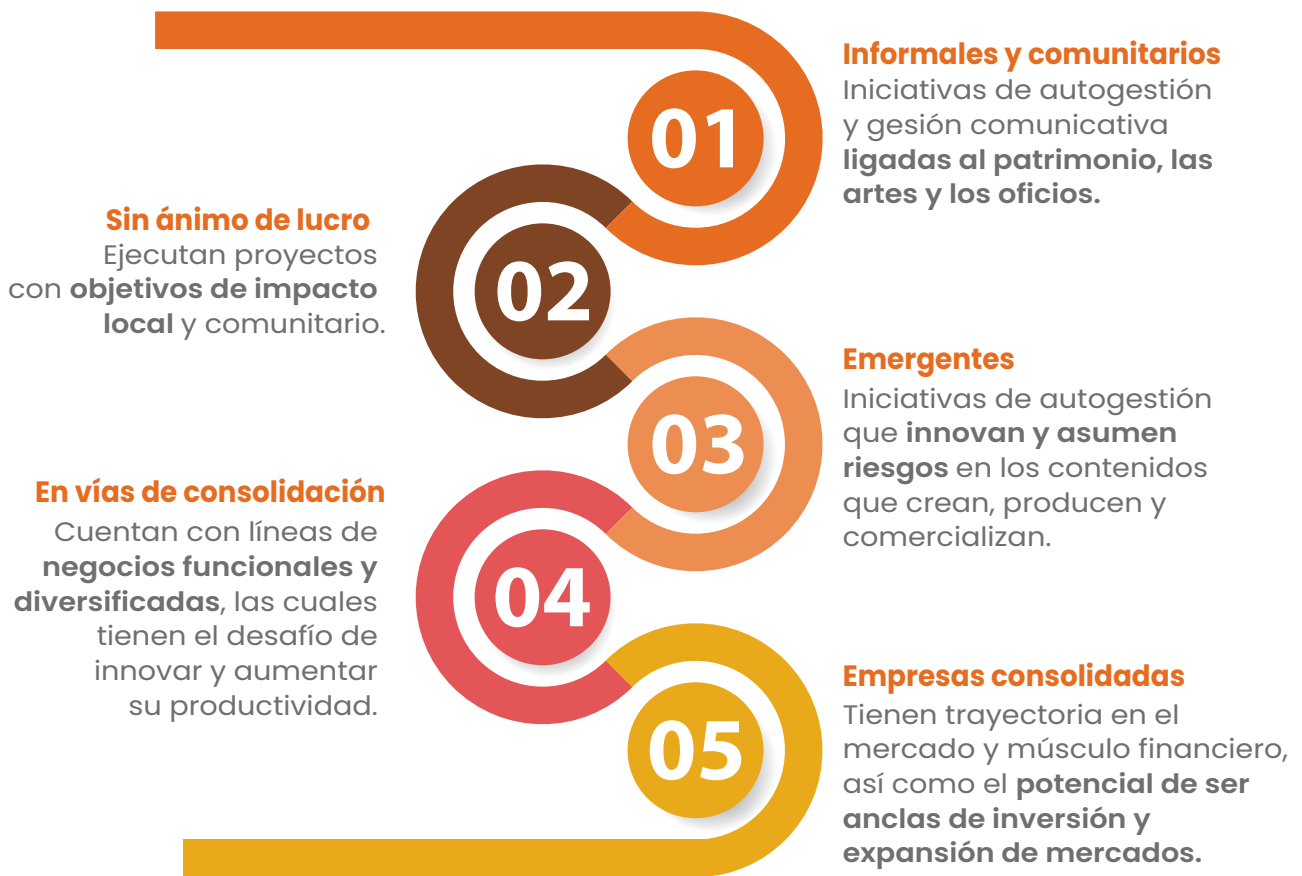 01
Informales y comunitarios
Iniciativas de autogestión
y gesión comunicativa
ligadas al patrimonio, las
artes y los oficios.
02
Sin ánimo de lucro
Ejecutan proyectos
con objetivos de impacto
local y comunitario.
03
Emergentes
Iniciativas de autogestión
que innovan y asumen
riesgos en los contenidos
que crean, producen y
comercializan.
04
En vías de consolidación
Cuentan con líneas de
negocios funcionales y
diversificadas, las cuales
tienen el desafío de
innovar y aumentar
su productividad.
05
Empresas consolidadas
Tienen trayectoria en el
mercado y músculo financiero,
así como el potencial de ser
anclas de inversión y
expansión de mercados.